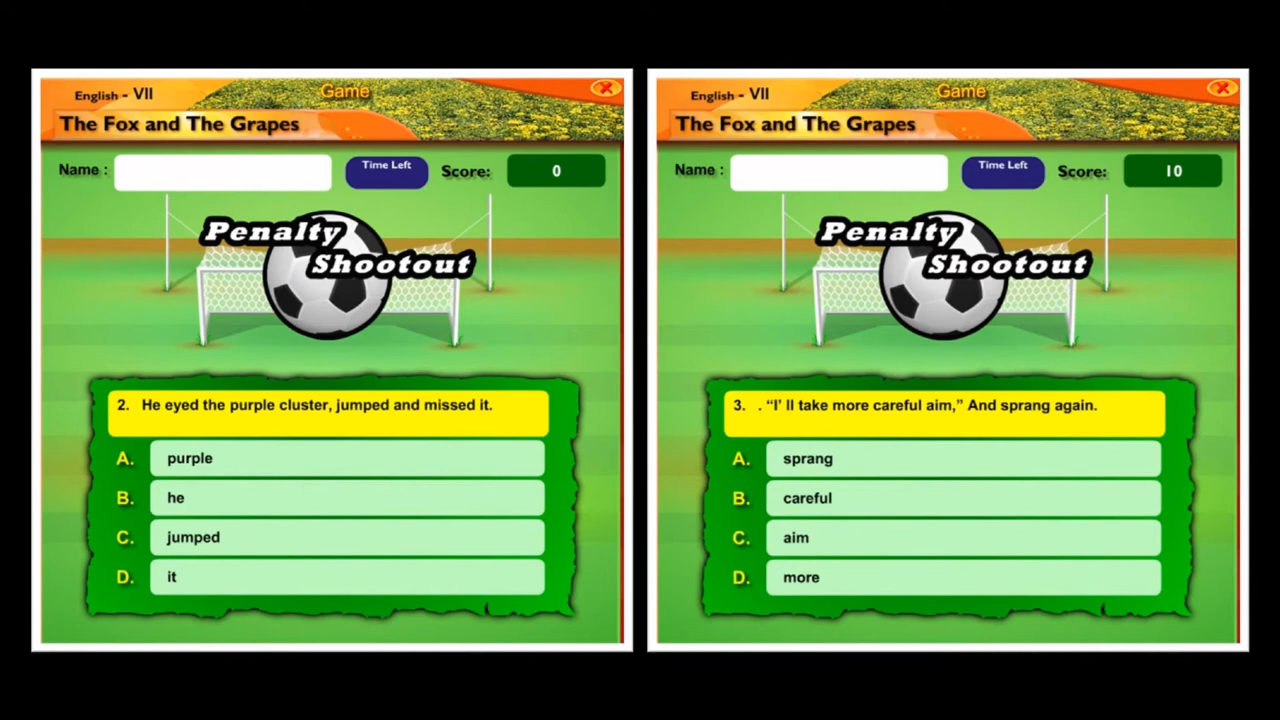 English - VII
Game
The Fox and The Grapes
Name :
Time Left
Score:
0
Penalty
Shootout
2. He eyed the purple cluster, jumped and missed it.
A. purple
B. he
C. jumped
D. it
English - VII
Game
The Fox and The Grapes
Name :
Time Left
Score:
10
Penalty
Shootout
3. . “I’ ll take more careful aim,” And sprang again.
A. sprang
B. careful
C. aim
D. more